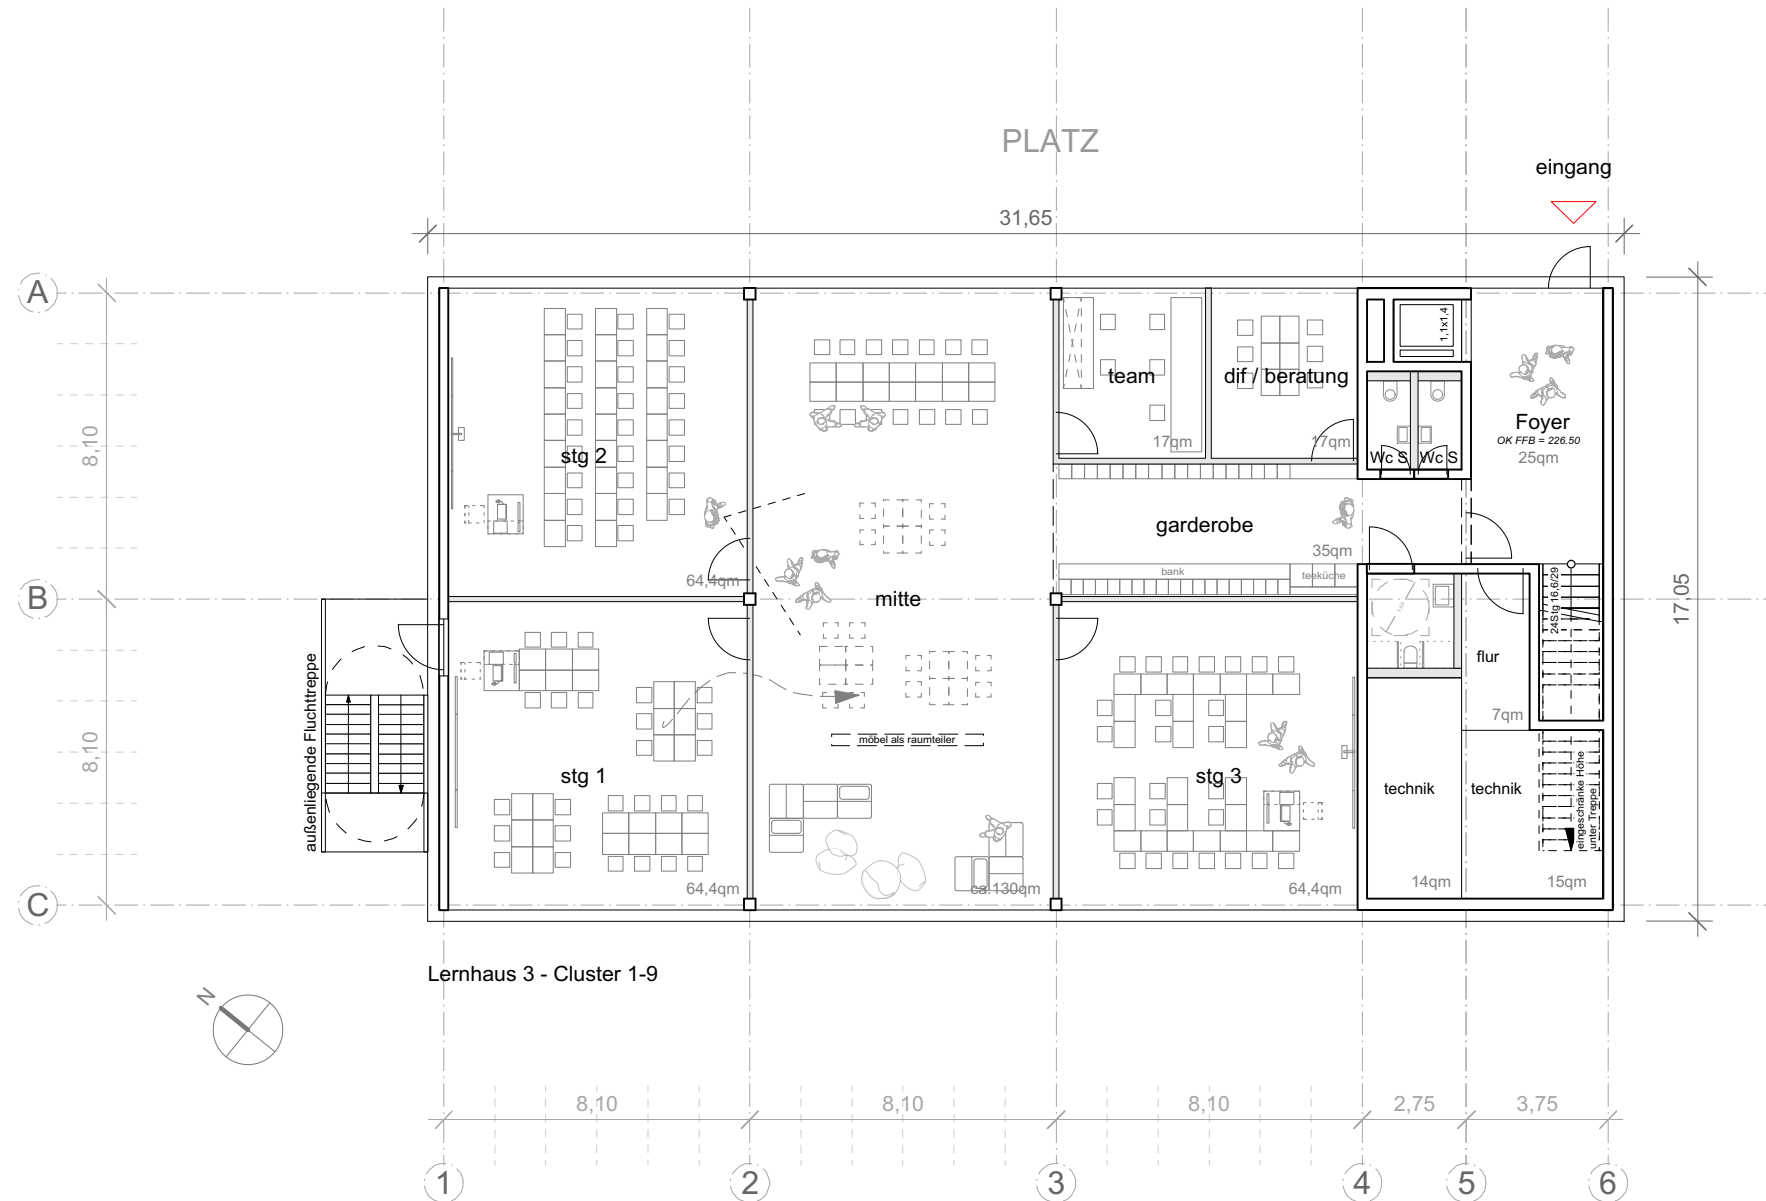 PLATZ
eingang
31,65
A
8,10
B
8,10
C
17,05
stg 2
64,4qm
team
17qm
dif / beratung
17qm
1,1x1,4
Wc S
Wc S
Foyer
OK FFB = 226.50
25qm
garderobe
35qm
bank
teeküche
mitte
ca.130qm
möbel als raumteiler
24Stg 16,6/29
flur
7qm
außenliegende Fluchttreppe
stg 1
64,4qm
stg 3
64,4qm
technik
14qm
technik
15qm
eingeschränke Höhe
unter Treppe
Lernhaus 3 - Cluster 1-9
N
8,10
8,10
8,10
2,75
3,75
1
2
3
4
5
6